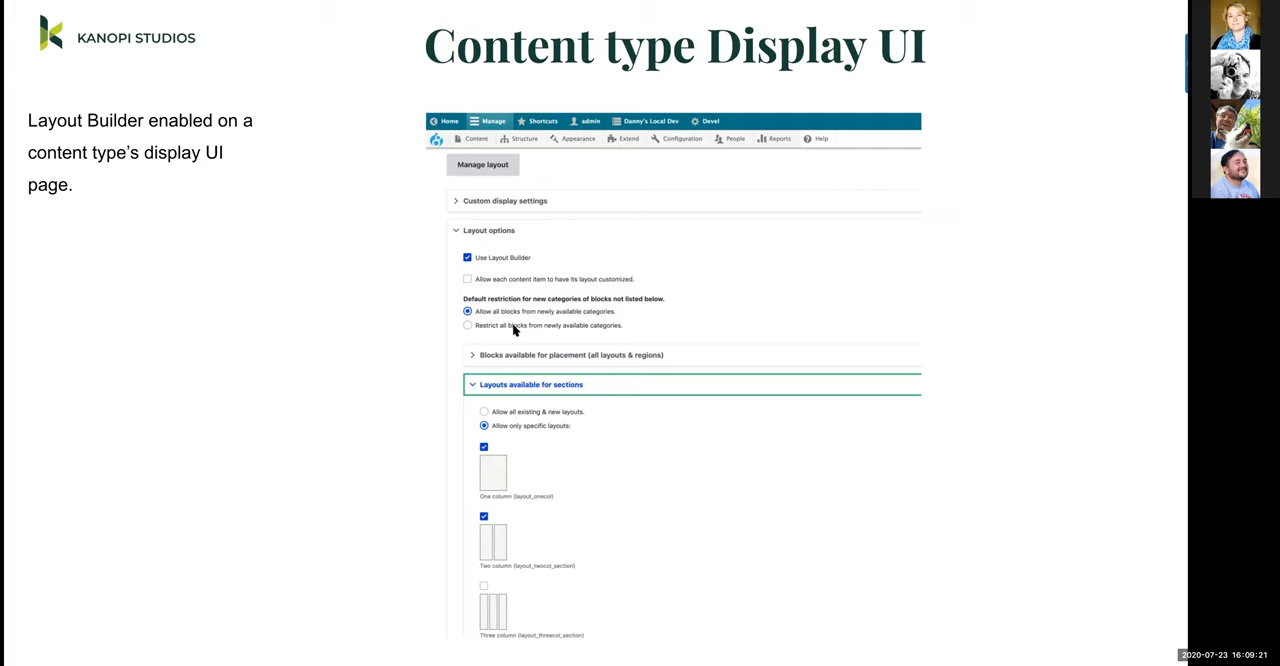 KANOPI STUDIOS
Content type Display UI
Layout Builder enabled on a
content type's display UI
page.
Home Manage Shortcuts admin Danny's Local Dev Devel
Content Structure Appearance Extend Configuration People Reports Help
Manage layout
Custom display settings
Layout options
Use Layout Builder
Allow each content item to have its layout customized.
Default restriction for new categories of blocks not listed below.
Allow all blocks from newly available categories.
Restrict all blocks from newly available categories.
Blocks available for placement (all layouts & regions)
Layouts available for sections
Allow all existing & new layouts.
Allow only specific layouts:
One column (layout_onecol)
Two column (layout_twocol_section)
Three column (layout_threecol_section)
2020-07-23 16:09:21